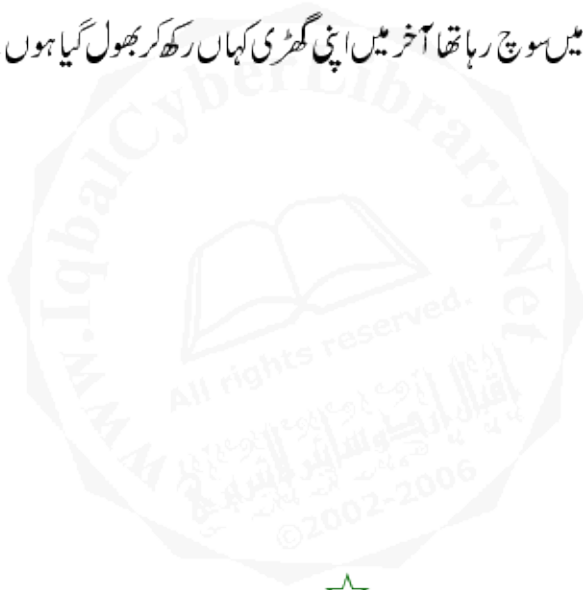 میں سوچ رہا تھا آخر میں اپنی گھڑی کہاں رکھ کر بھول گیا ہوں۔
www.IqbalCyberLibrary.Net
All rights reserved.
©2002-2006